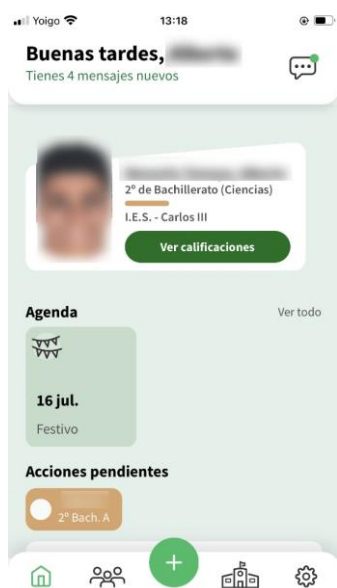 Yoigo
13:18
Buenas tardes,
Tienes 4 mensajes nuevos
2º de Bachillerato (Ciencias)
I.E.S. - Carlos III
Ver calificaciones
Agenda
Ver todo
16 jul.
Festivo
Acciones pendientes
2º Bach. A